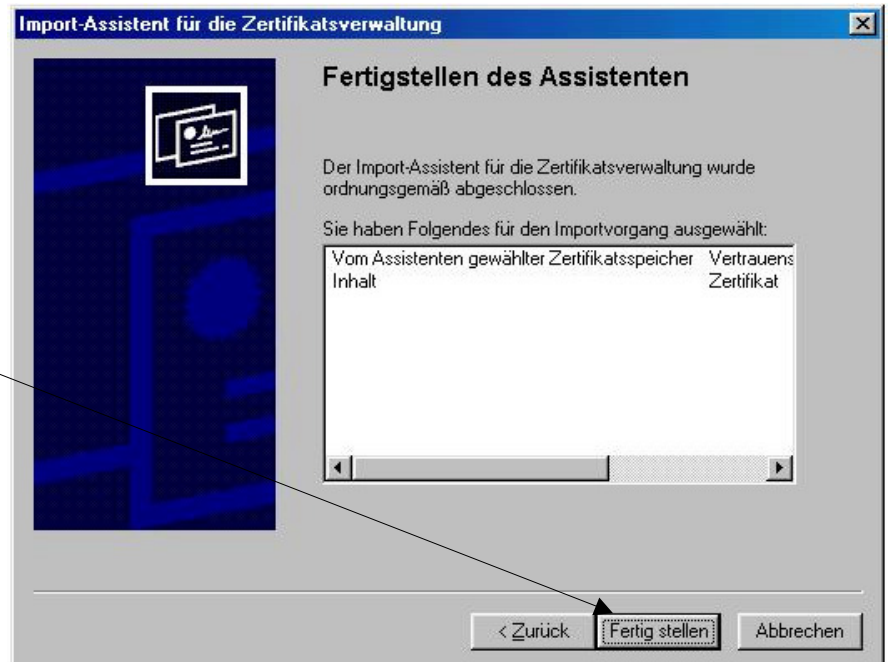 Import-Assistent für die Zertifikatsverwaltung
Fertigstellen des Assistenten
Der Import-Assistent für die Zertifikatsverwaltung wurde
ordnungsgemäß abgeschlossen.
Sie haben Folgendes für den Importvorgang ausgewählt:
Vom Assistenten gewählter Zertifikatsspeicher Vertrauens
Inhalt Zertifikat
< Zurück Fertig stellen Abbrechen